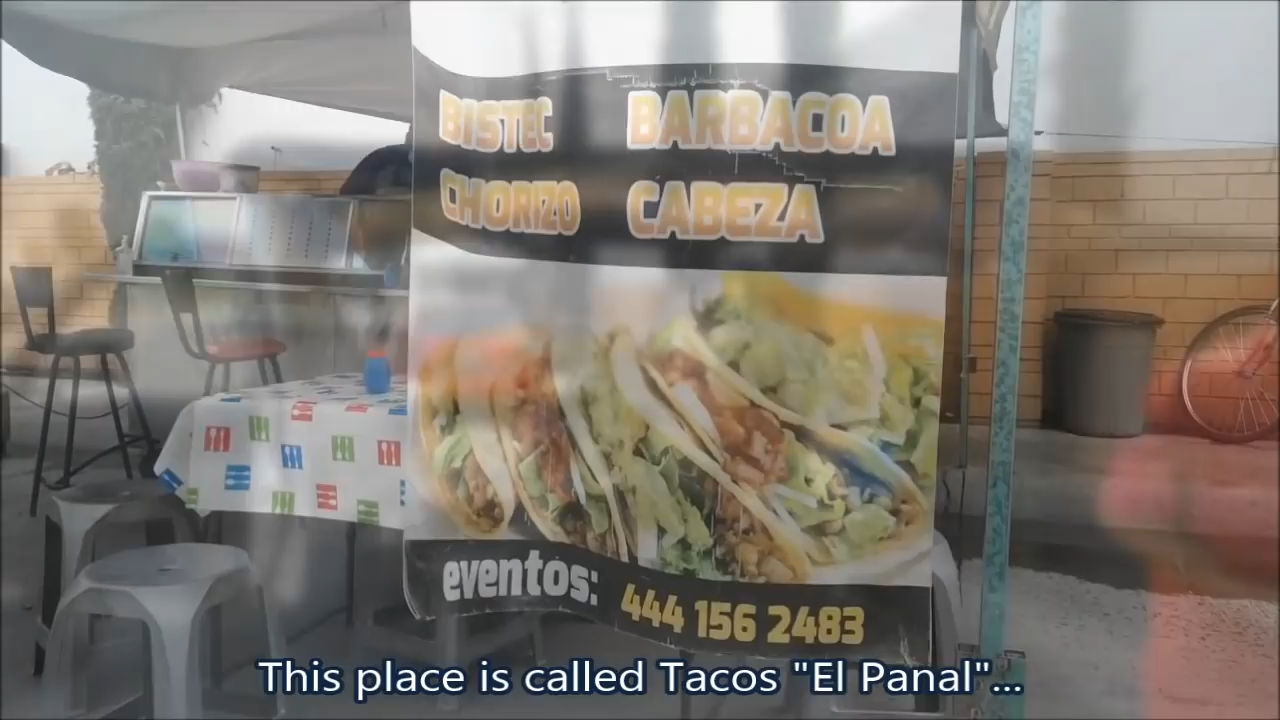 BISTEC BARBACOA
CHORIZO CABEZA
eventos: 444 156 2483
This place is called Tacos "El Panal"...